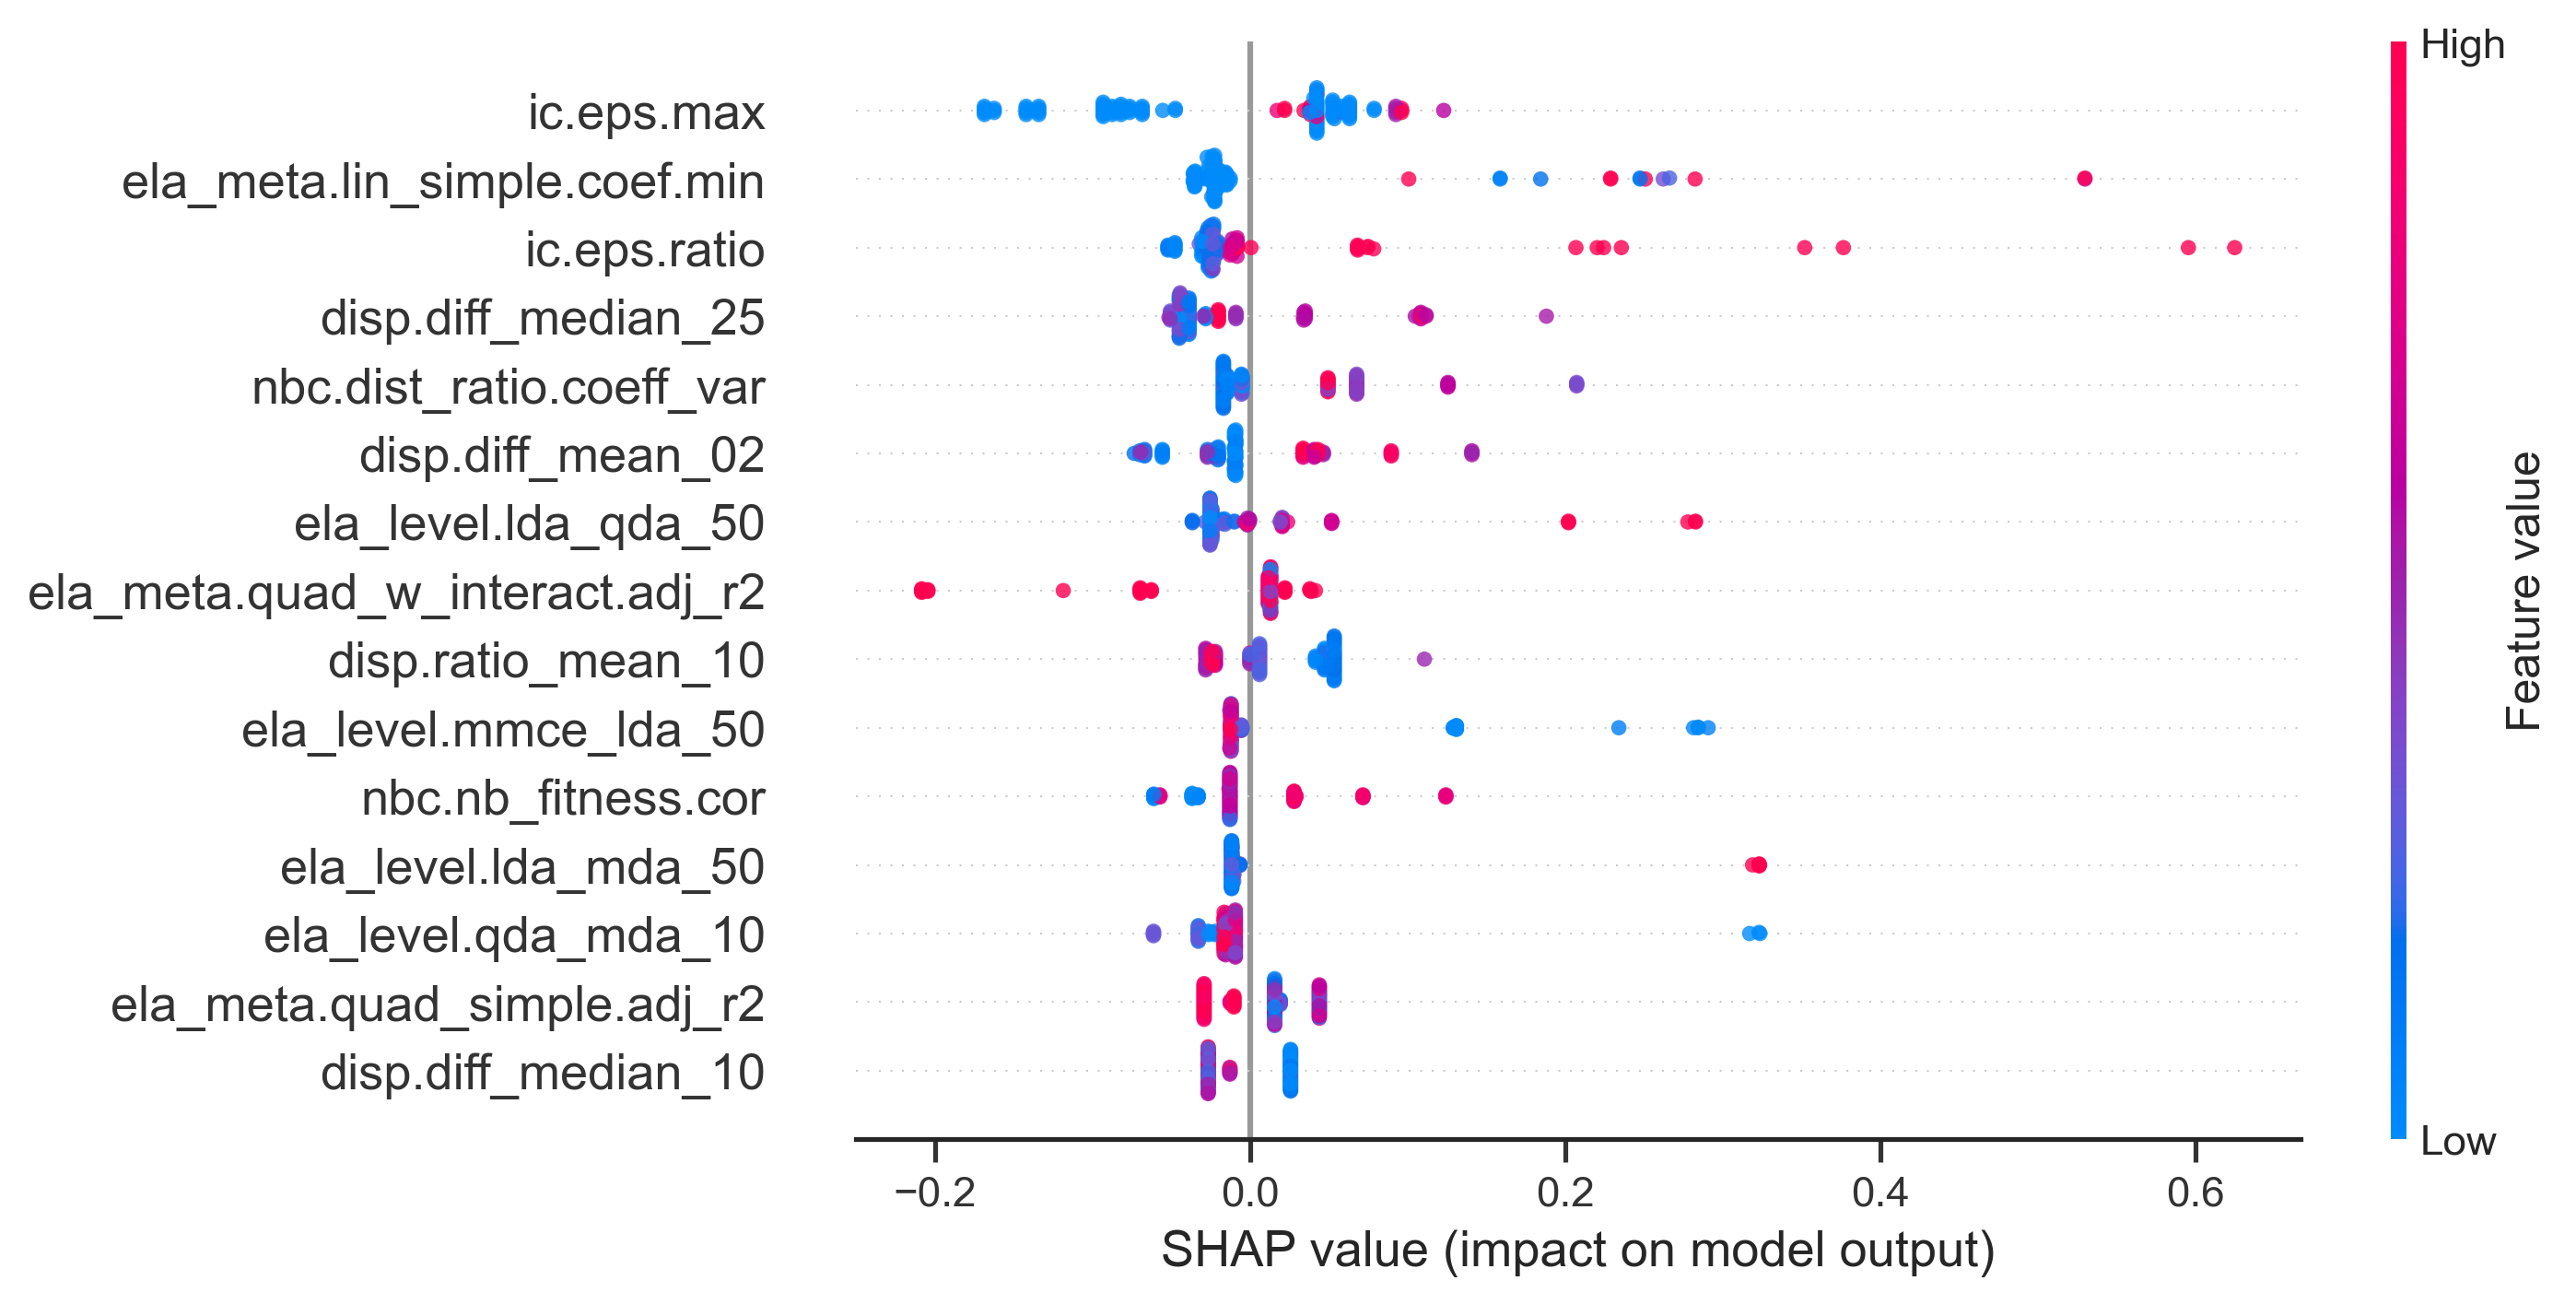 High
ic.eps.max
ela_meta.lin_simple.coef.min
ic.eps.ratio
disp.diff_median_25
nbc.dist_ratio.coeff_var
disp.diff_mean_02
ela_level.lda_qda_50
ela_meta.quad_w_interact.adj_r2
disp.ratio_mean_10
ela_level.mmce_lda_50
nbc.nb_fitness.cor
ela_level.lda_mda_50
ela_level.qda_mda_10
ela_meta.quad_simple.adj_r2
disp.diff_median_10
Feature value
Low
−0.2 0.0 0.2 0.4 0.6
SHAP value (impact on model output)